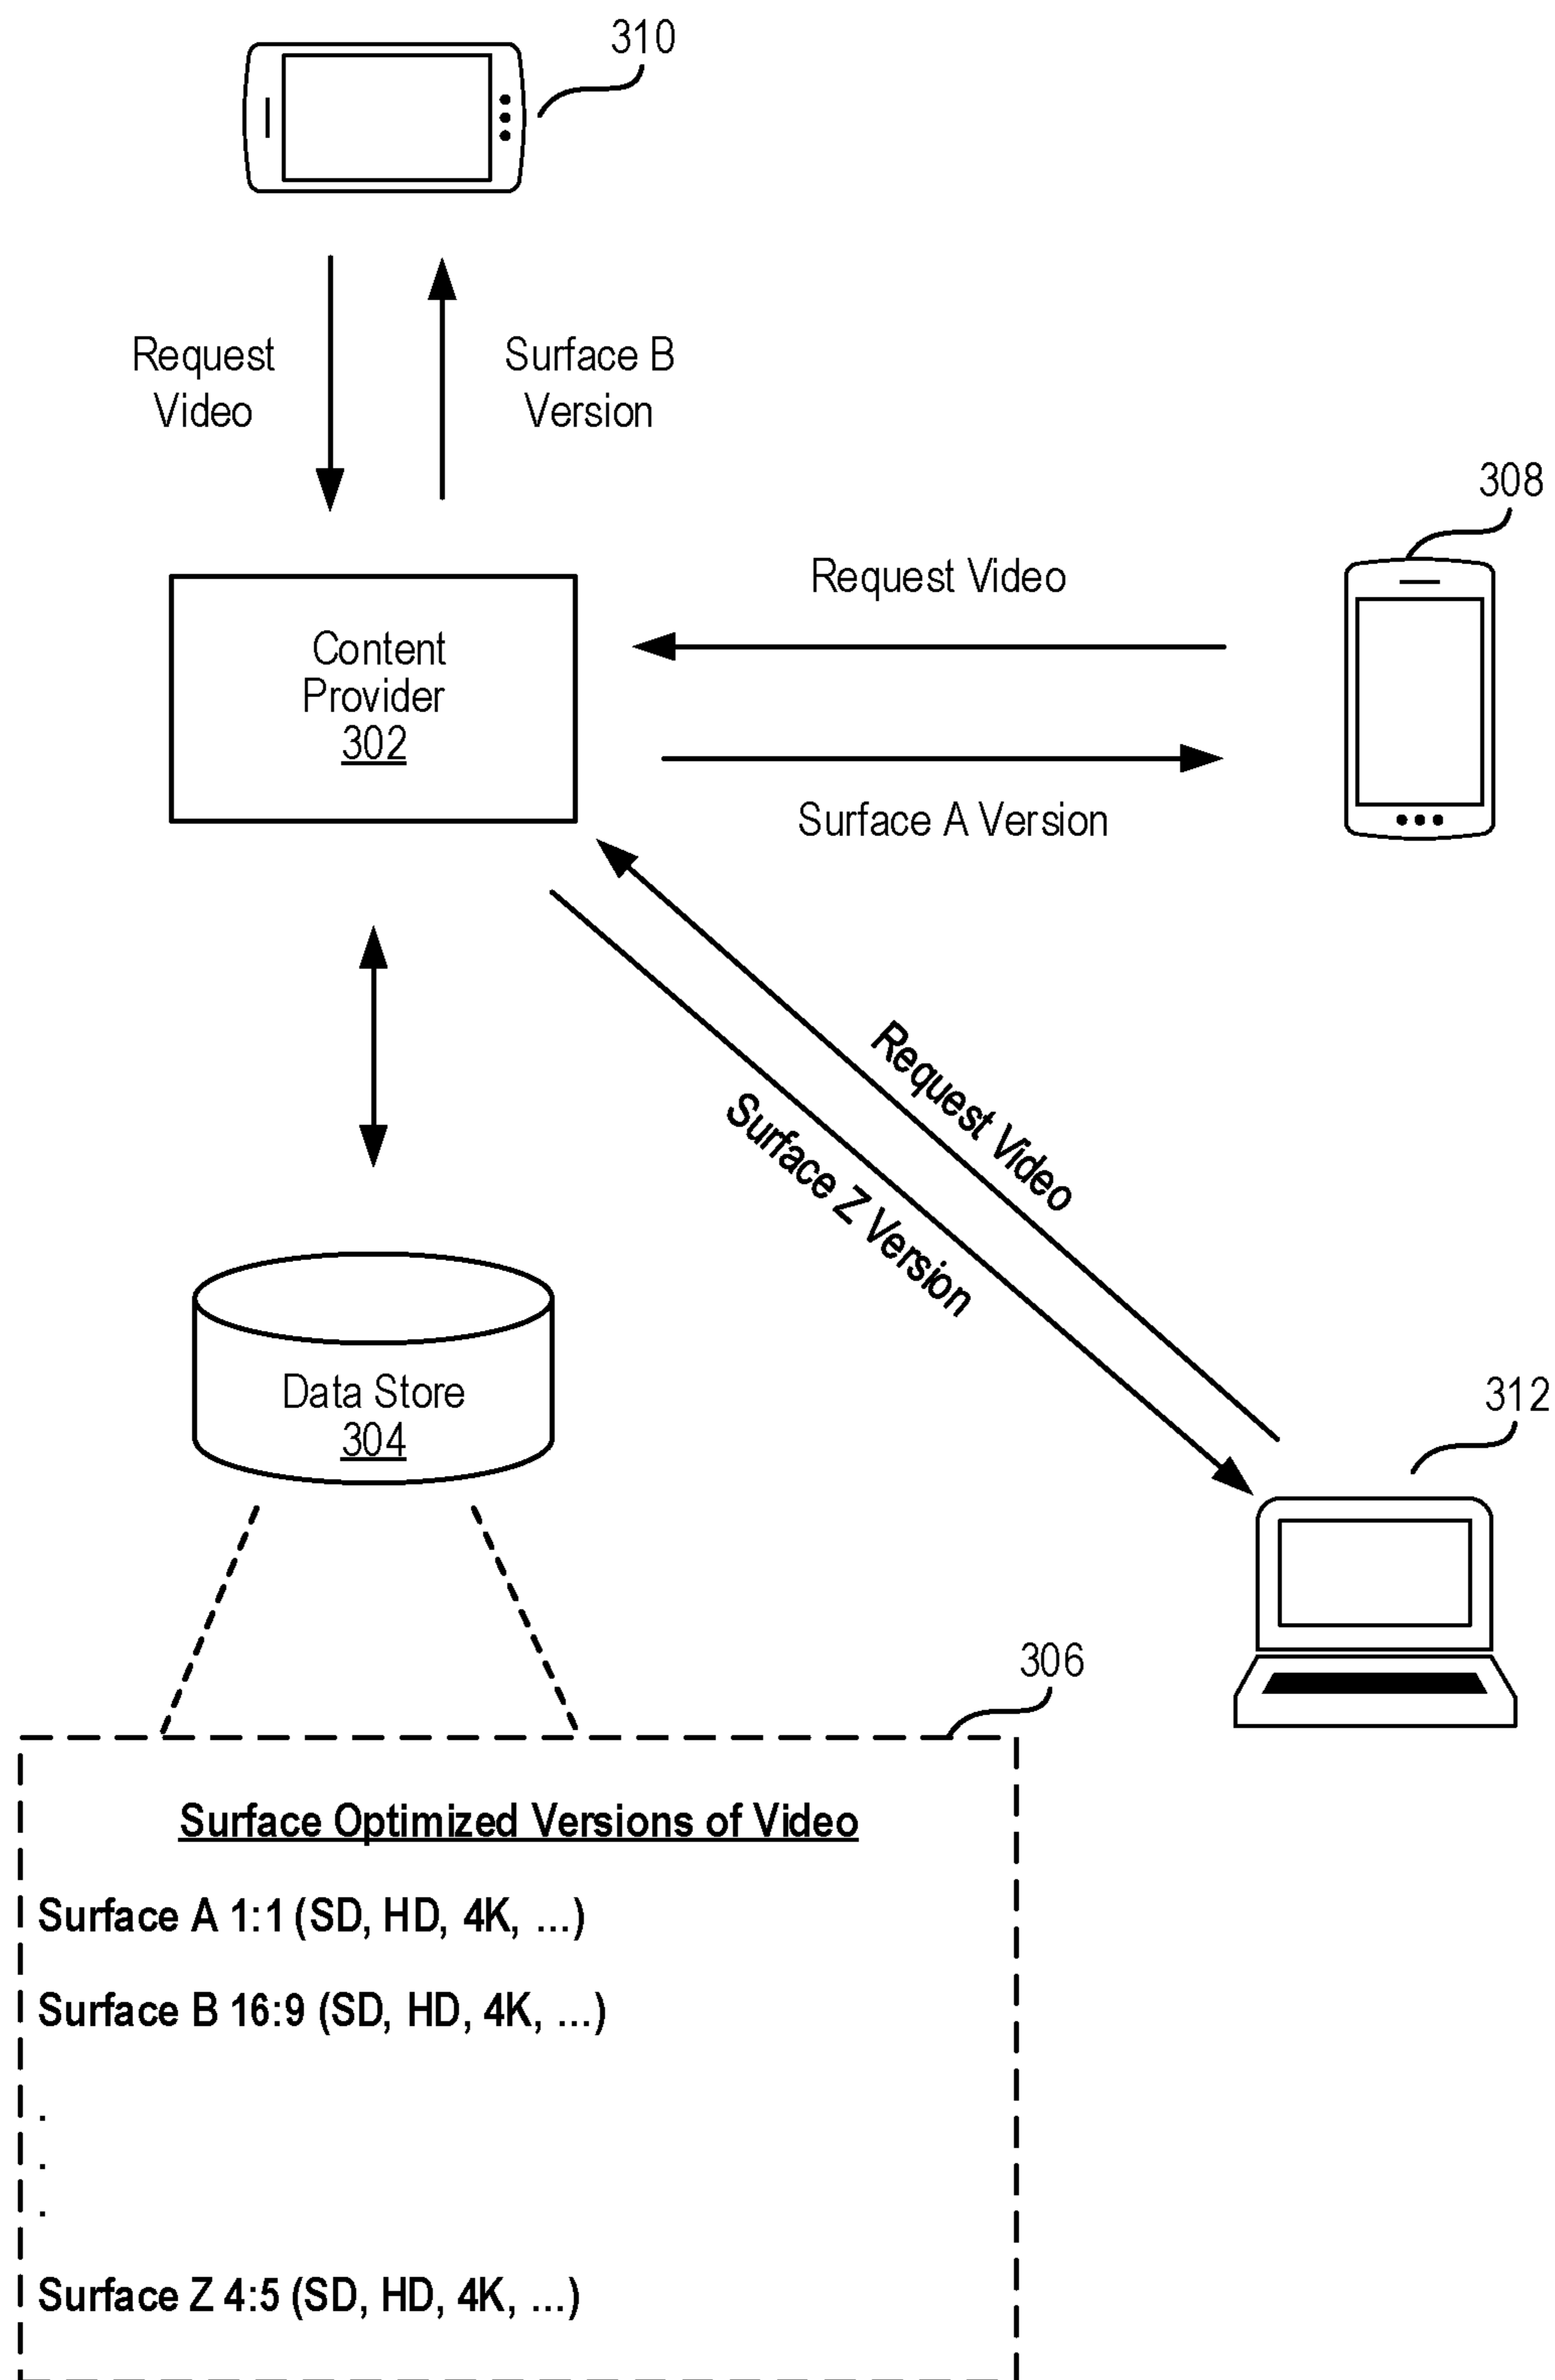 310
Request
Video
Surface B
Version
308
Request Video
Content
Provider
302
Surface A Version
Request Video
Surface Z Version
Data Store
304
312
306
Surface Optimized Versions of Video
Surface A 1:1 (SD, HD, 4K, ...)
Surface B 16:9 (SD, HD, 4K, ...)
.
.
.
Surface Z 4:5 (SD, HD, 4K, ...)